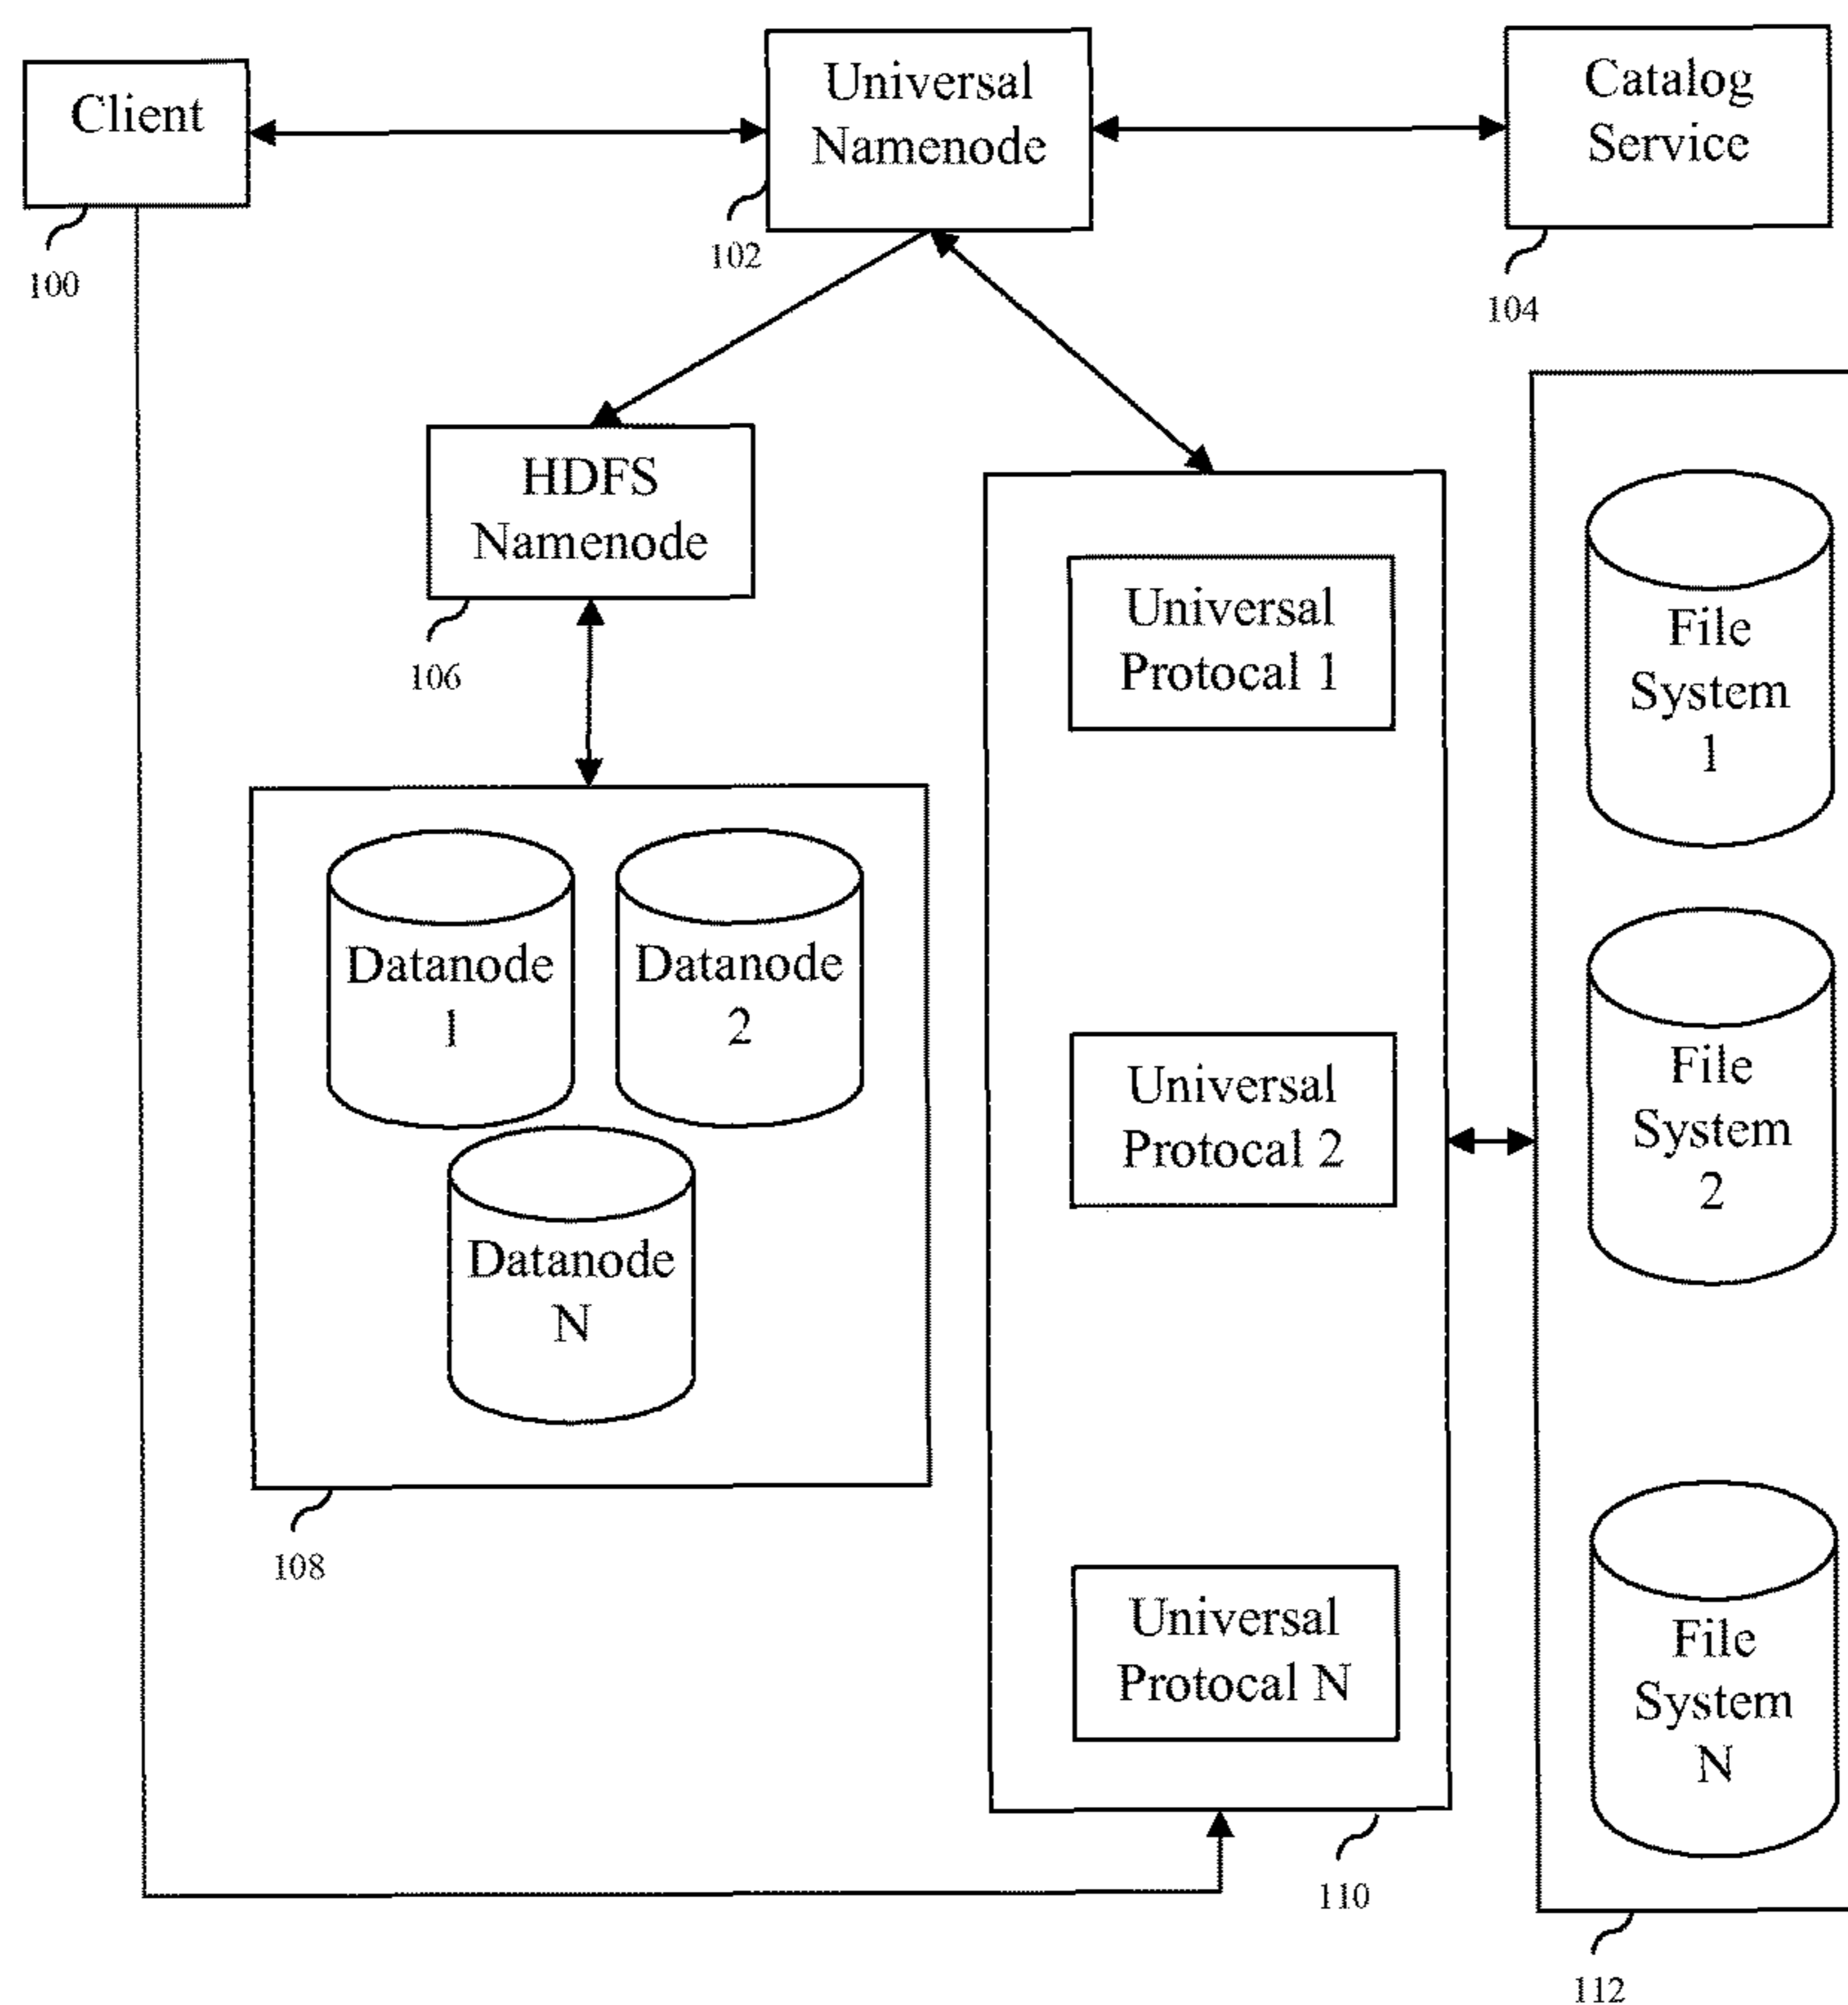 Client
100
Universal
Namenode
102
Catalog
Service
104
HDFS
Namenode
106
Datanode
1
Datanode
2
Datanode
N
108
Universal
Protocal 1
Universal
Protocal 2
Universal
Protocal N
110
File
System
1
File
System
2
File
System
N
112